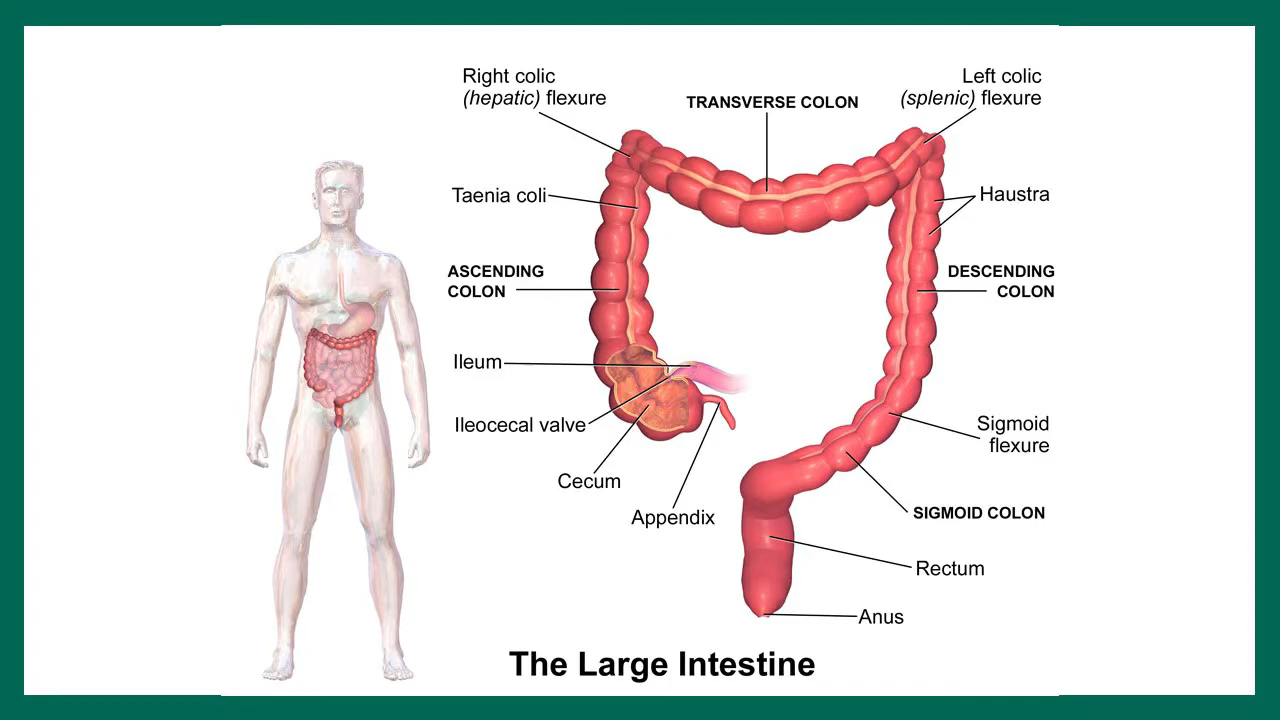 Right colic
(hepatic) flexure
TRANSVERSE COLON
Left colic
(splenic) flexure
Taenia coli
Haustra
ASCENDING
COLON
DESCENDING
COLON
Ileum
Ileocecal valve
Sigmoid
flexure
Cecum
Appendix
SIGMOID COLON
Rectum
Anus
The Large Intestine